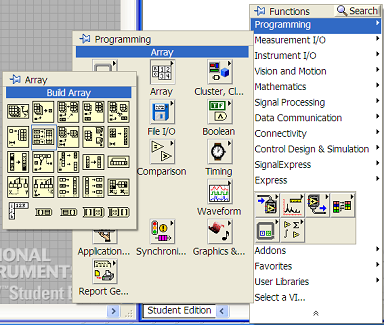 Functions
Search
Programming
Measurement I/O
Instrument I/O
Vision and Motion
Mathematics
Signal Processing
Data Communication
Connectivity
Control Design & Simulation
SignalExpress
Express
Addons
Favorites
User Libraries
Select a VI...
Programming
Array
Array
Cluster, Cl...
File I/O
Boolean
Comparison
Timing
Waveform
Application...
Synchroni...
Graphics &...
Report Ge...
Array
Build Array
IONAL
TRUMENT
Student E
Student Edition